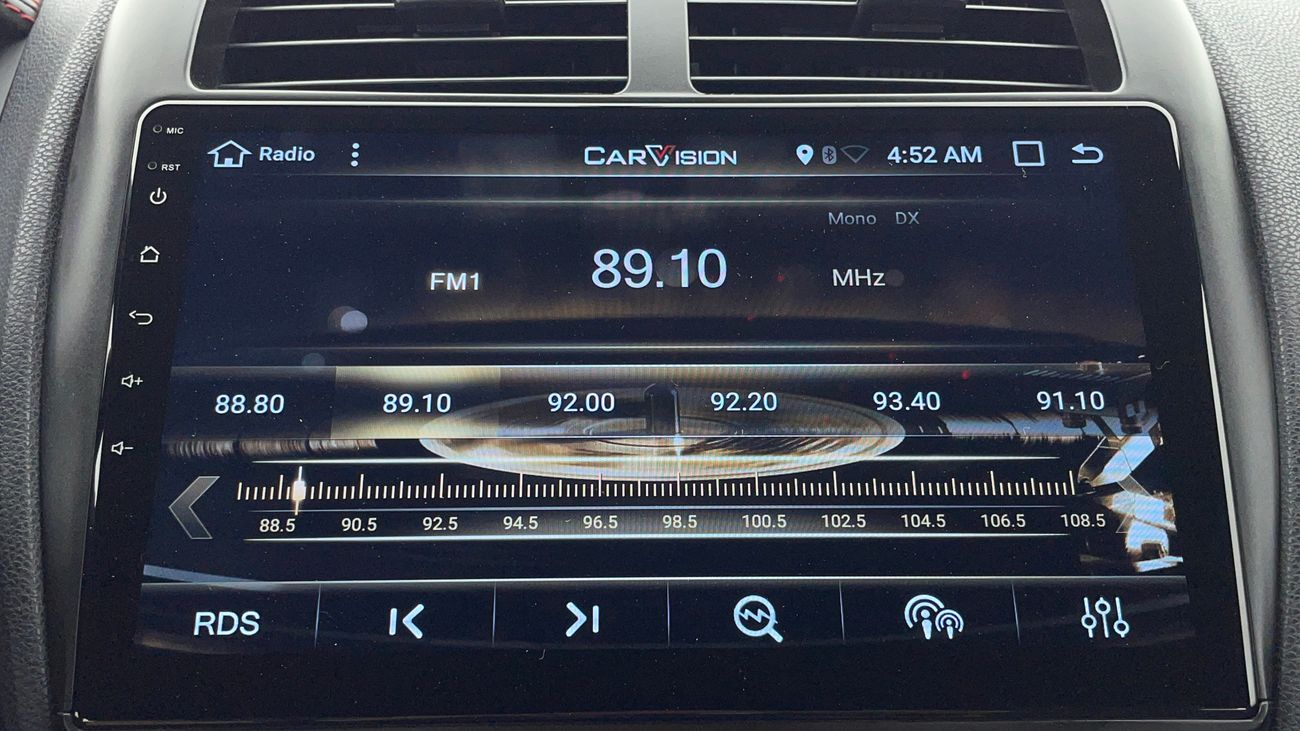 MIC
RST
Radio
CARVISION
4:52 AM
Mono DX
FM1 89.10 MHz
88.80 89.10 92.00 92.20 93.40 91.10
88.5 90.5 92.5 94.5 96.5 98.5 100.5 102.5 104.5 106.5 108.5
RDS